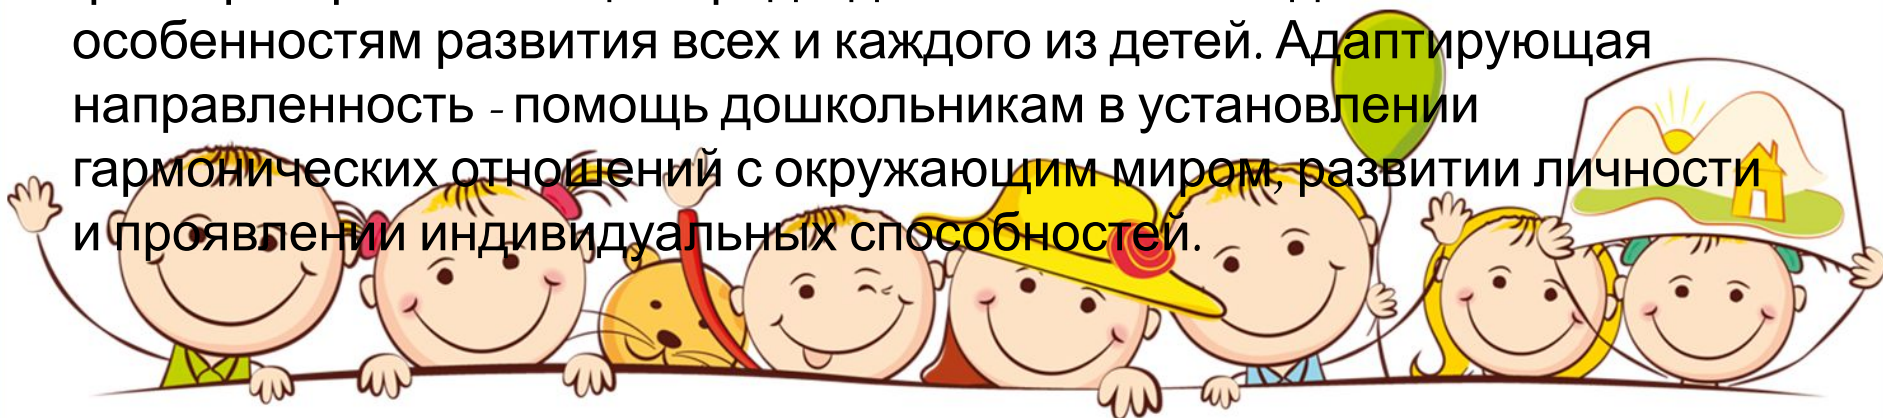 особенностям развития всех и каждого из детей. Адаптирующая
направленность - помощь дошкольникам в установлении
гармонических отношений с окружающим миром, развитии личности
и проявлении индивидуальных способностей.